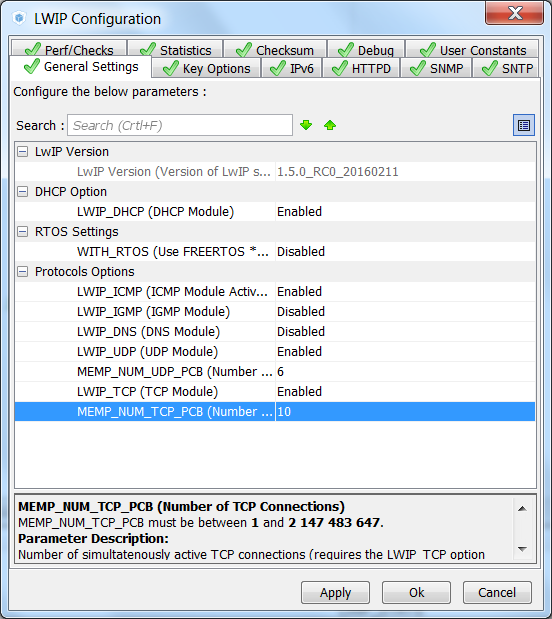 LWIP Configuration
Perf/Checks Statistics Checksum Debug User Constants
General Settings Key Options IPv6 HTTPD SNMP SNTP
Configure the below parameters :
Search : Search (Crtl+F)
LwIP Version
LwIP Version (Version of LwIP s... 1.5.0_RC0_20160211
DHCP Option
LWIP_DHCP (DHCP Module) Enabled
RTOS Settings
WITH_RTOS (Use FREERTOS *... Disabled
Protocols Options
LWIP_ICMP (ICMP Module Activ... Enabled
LWIP_IGMP (IGMP Module) Disabled
LWIP_DNS (DNS Module) Disabled
LWIP_UDP (UDP Module) Enabled
MEMP_NUM_UDP_PCB (Number ... 6
LWIP_TCP (TCP Module) Enabled
MEMP_NUM_TCP_PCB (Number ... 10
MEMP_NUM_TCP_PCB (Number of TCP Connections)
MEMP_NUM_TCP_PCB must be between 1 and 2 147 483 647.
Parameter Description:
Number of simultatenously active TCP connections (requires the LWIP_TCP option
Apply Ok Cancel